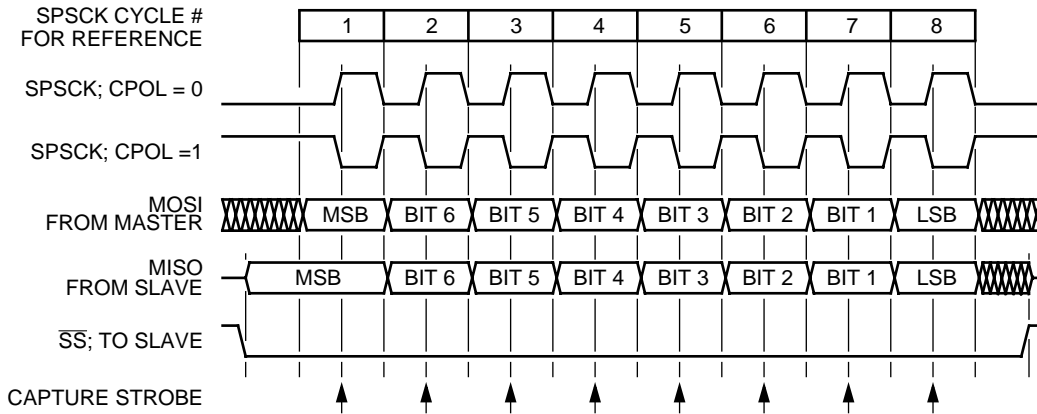 SPSCK CYCLE #
FOR REFERENCE
1 2 3 4 5 6 7 8
SPSCK; CPOL = 0
SPSCK; CPOL =1
MOSI
FROM MASTER
MSB BIT 6 BIT 5 BIT 4 BIT 3 BIT 2 BIT 1 LSB
MISO
FROM SLAVE
MSB BIT 6 BIT 5 BIT 4 BIT 3 BIT 2 BIT 1 LSB
S̅S̅; TO SLAVE
CAPTURE STROBE